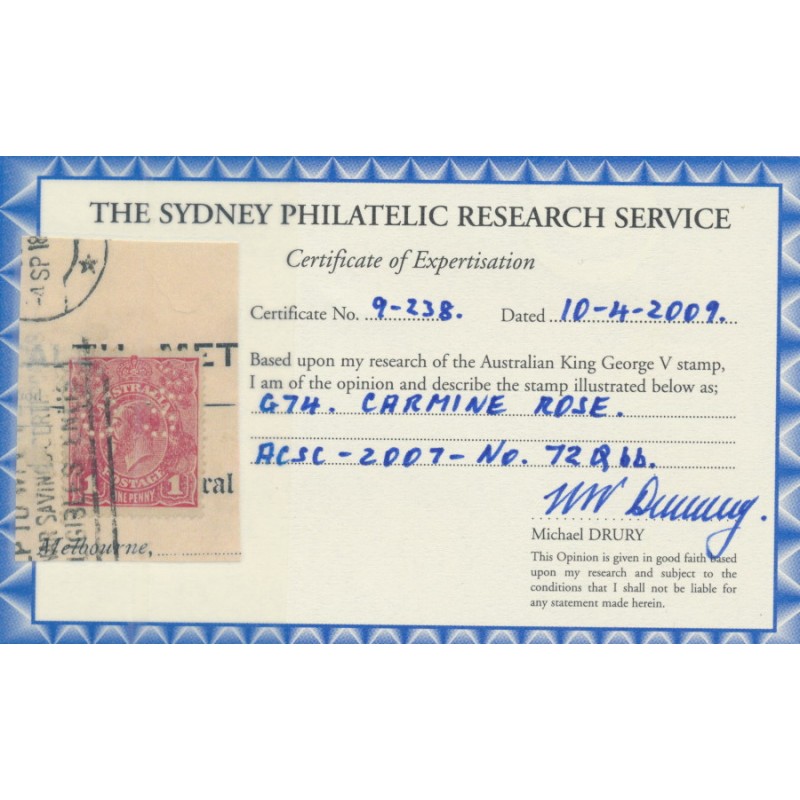 THE SYDNEY PHILATELIC RESEARCH SERVICE
Certificate of Expertisation
Certificate No. 9-238. Dated 10-4-2009.
Based upon my research of the Australian King George V stamp,
I am of the opinion and describe the stamp illustrated below as;
G74. CARMINE ROSE.
ACSC-2007-No. 72Qbb.
Michael DRURY
This Opinion is given in good faith based
upon my research and subject to the
conditions that I shall not be liable for
any statement made herein.
-4 SP 18
MET
AUSTRALIA
POSTAGE
1 ONE PENNY 1
ral
Melbourne,